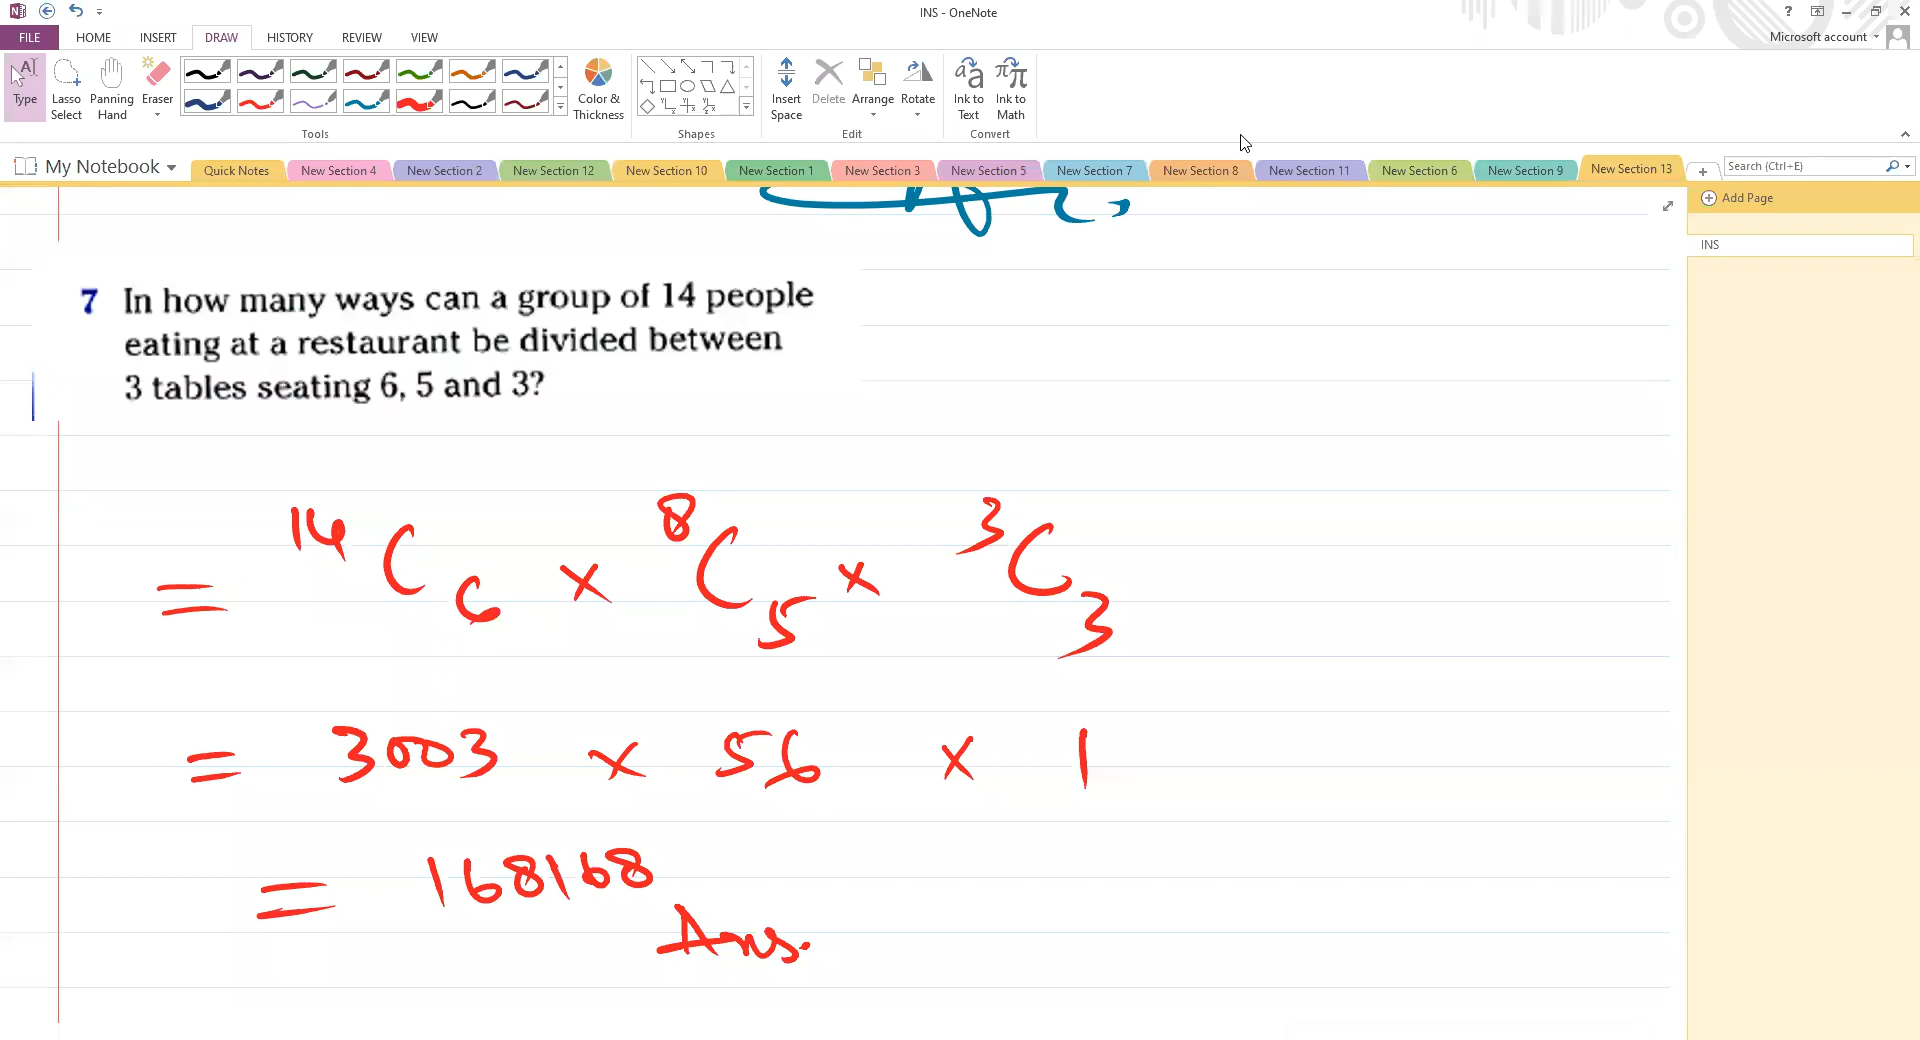 INS - OneNote
FILE HOME INSERT DRAW HISTORY REVIEW VIEW
Microsoft account
Type
Lasso Select
Panning Hand
Eraser
Color & Thickness
Insert Space
Delete
Arrange
Rotate
Ink to Text
Ink to Math
Tools
Shapes
Edit
Convert
My Notebook
Quick Notes New Section 4 New Section 2 New Section 12 New Section 10 New Section 1 New Section 3 New Section 5 New Section 7 New Section 8 New Section 11 New Section 6 New Section 9 New Section 13
Search (Ctrl+E)
Add Page
INS
7 In how many ways can a group of 14 people
eating at a restaurant be divided between
3 tables seating 6, 5 and 3?
= ¹⁴C₆ × ⁸C₅ × ³C₃
= 3003 × 56 × 1
= 168168
Ans.